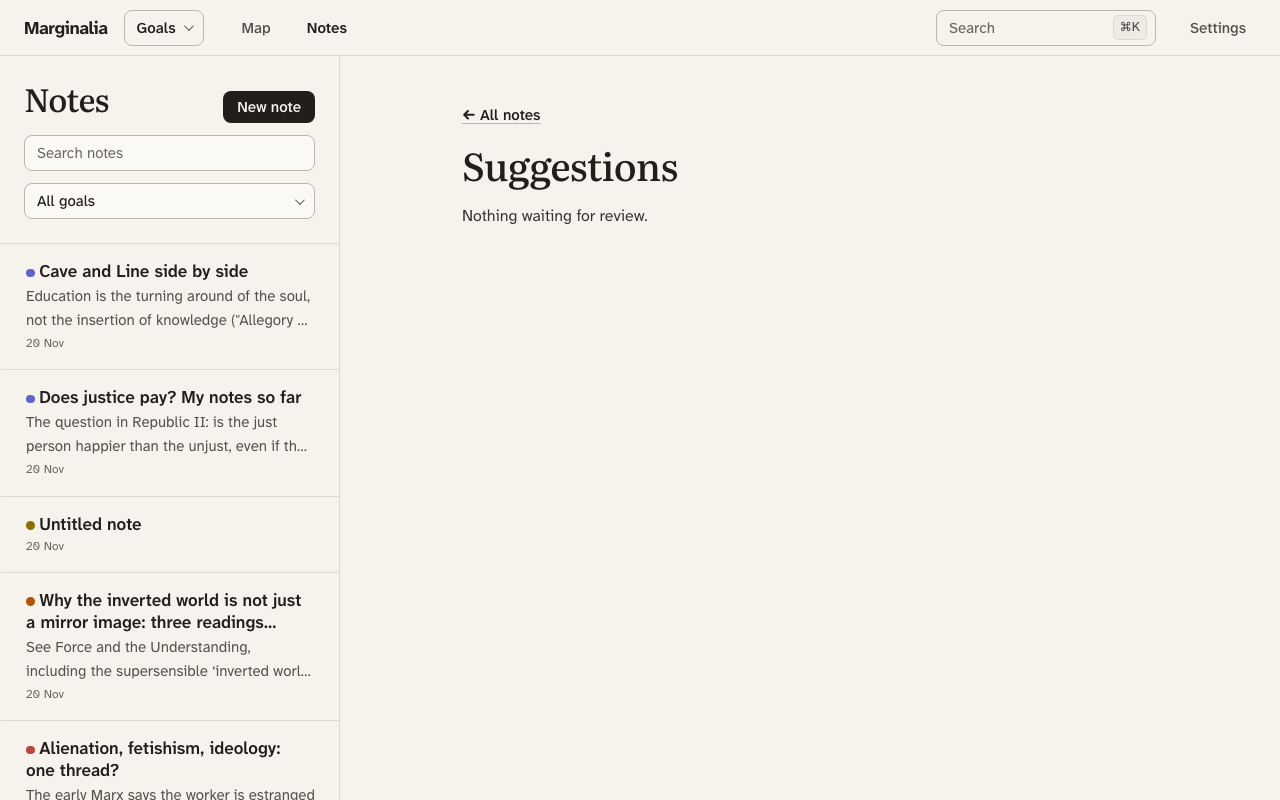 Marginalia
Goals
Map
Notes
Search
⌘K
Settings
Notes
New note
Search notes
All goals
Cave and Line side by side
Education is the turning around of the soul,
not the insertion of knowledge ("Allegory ...
20 Nov
Does justice pay? My notes so far
The question in Republic II: is the just
person happier than the unjust, even if th...
20 Nov
Untitled note
20 Nov
Why the inverted world is not just
a mirror image: three readings...
See Force and the Understanding,
including the supersensible ‘inverted worl...
20 Nov
Alienation, fetishism, ideology:
one thread?
The early Marx says the worker is estranged
← All notes
Suggestions
Nothing waiting for review.